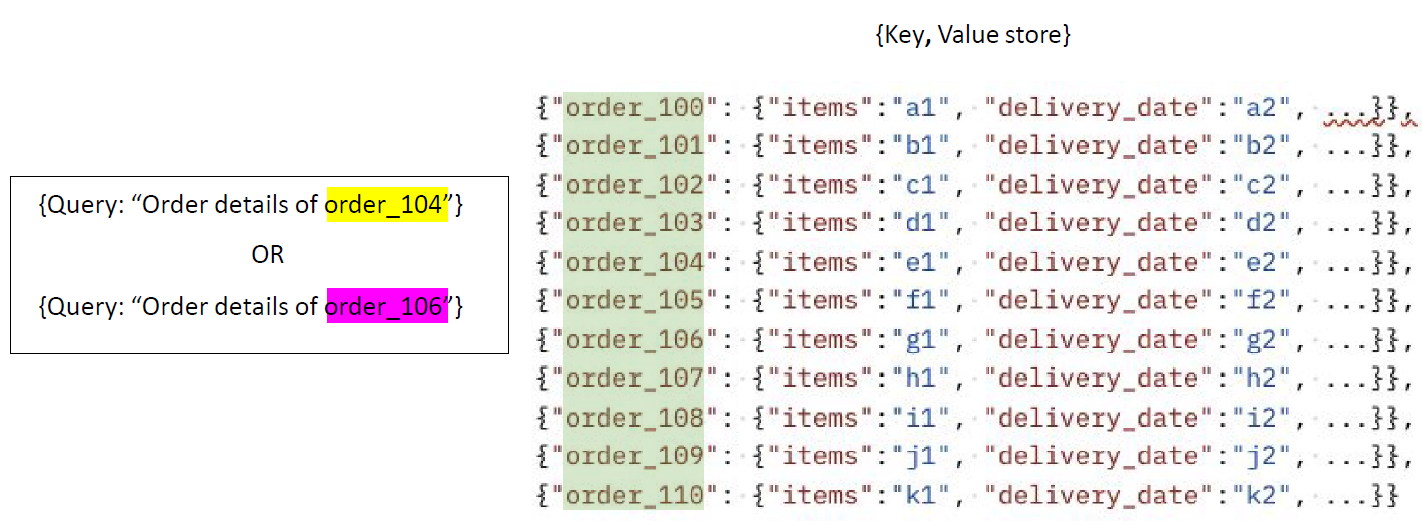 {Key, Value store}
{Query: “Order details of order_104”}
OR
{Query: “Order details of order_106”}
{"order_100": {"items":"a1", "delivery_date":"a2", ...}},
{"order_101": {"items":"b1", "delivery_date":"b2", ...}},
{"order_102": {"items":"c1", "delivery_date":"c2", ...}},
{"order_103": {"items":"d1", "delivery_date":"d2", ...}},
{"order_104": {"items":"e1", "delivery_date":"e2", ...}},
{"order_105": {"items":"f1", "delivery_date":"f2", ...}},
{"order_106": {"items":"g1", "delivery_date":"g2", ...}},
{"order_107": {"items":"h1", "delivery_date":"h2", ...}},
{"order_108": {"items":"i1", "delivery_date":"i2", ...}},
{"order_109": {"items":"j1", "delivery_date":"j2", ...}},
{"order_110": {"items":"k1", "delivery_date":"k2", ...}}